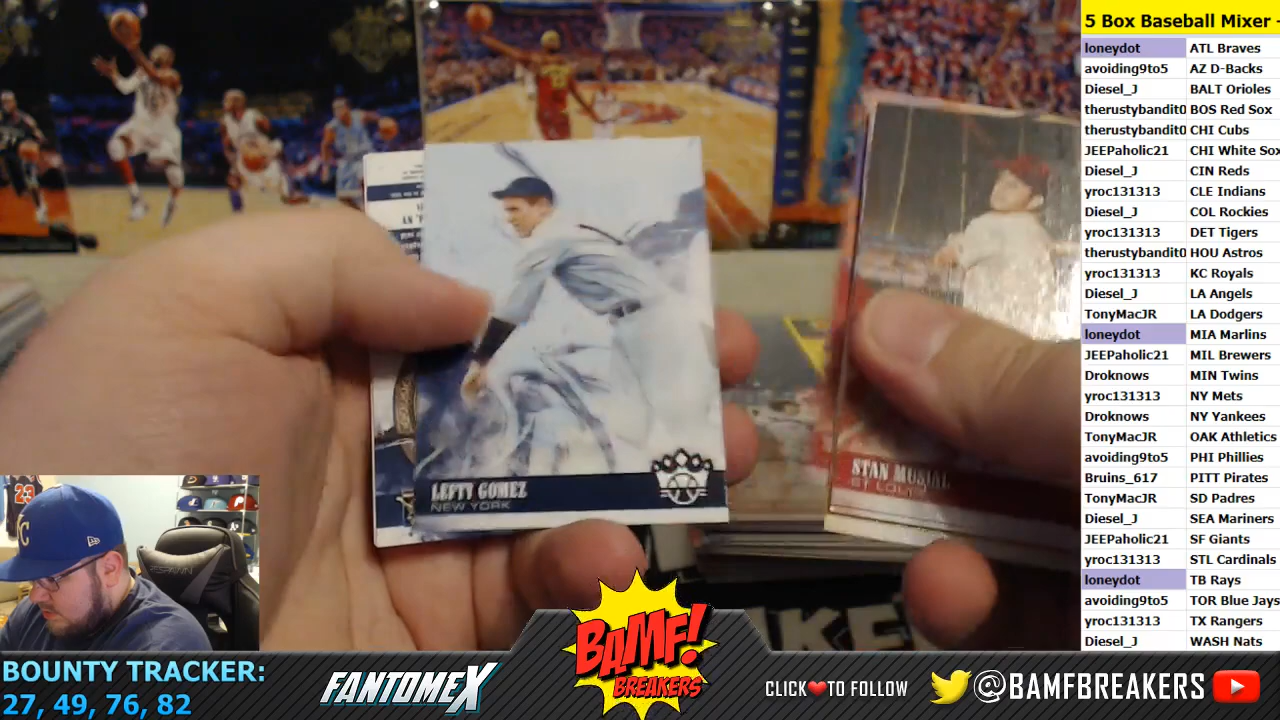 5 Box Baseball Mixer -
loneydot ATL Braves
avoiding9to5 AZ D-Backs
Diesel_J BALT Orioles
therustybandit0 BOS Red Sox
therustybandit0 CHI Cubs
JEEPaholic21 CHI White Sox
Diesel_J CIN Reds
yroc131313 CLE Indians
Diesel_J COL Rockies
yroc131313 DET Tigers
therustybandit0 HOU Astros
yroc131313 KC Royals
Diesel_J LA Angels
TonyMacJR LA Dodgers
loneydot MIA Marlins
JEEPaholic21 MIL Brewers
Droknows MIN Twins
yroc131313 NY Mets
Droknows NY Yankees
TonyMacJR OAK Athletics
avoiding9to5 PHI Phillies
Bruins_617 PITT Pirates
TonyMacJR SD Padres
Diesel_J SEA Mariners
JEEPaholic21 SF Giants
yroc131313 STL Cardinals
loneydot TB Rays
avoiding9to5 TOR Blue Jays
yroc131313 TX Rangers
Diesel_J WASH Nats
LEFTY GOMEZ
NEW YORK
STAN MUSIAL
ST LOUIS
23
KC
BOUNTY TRACKER:
27, 49, 76, 82
FANTOMEX
BAMF!
BREAKERS
CLICK TO FOLLOW
@BAMFBREAKERS